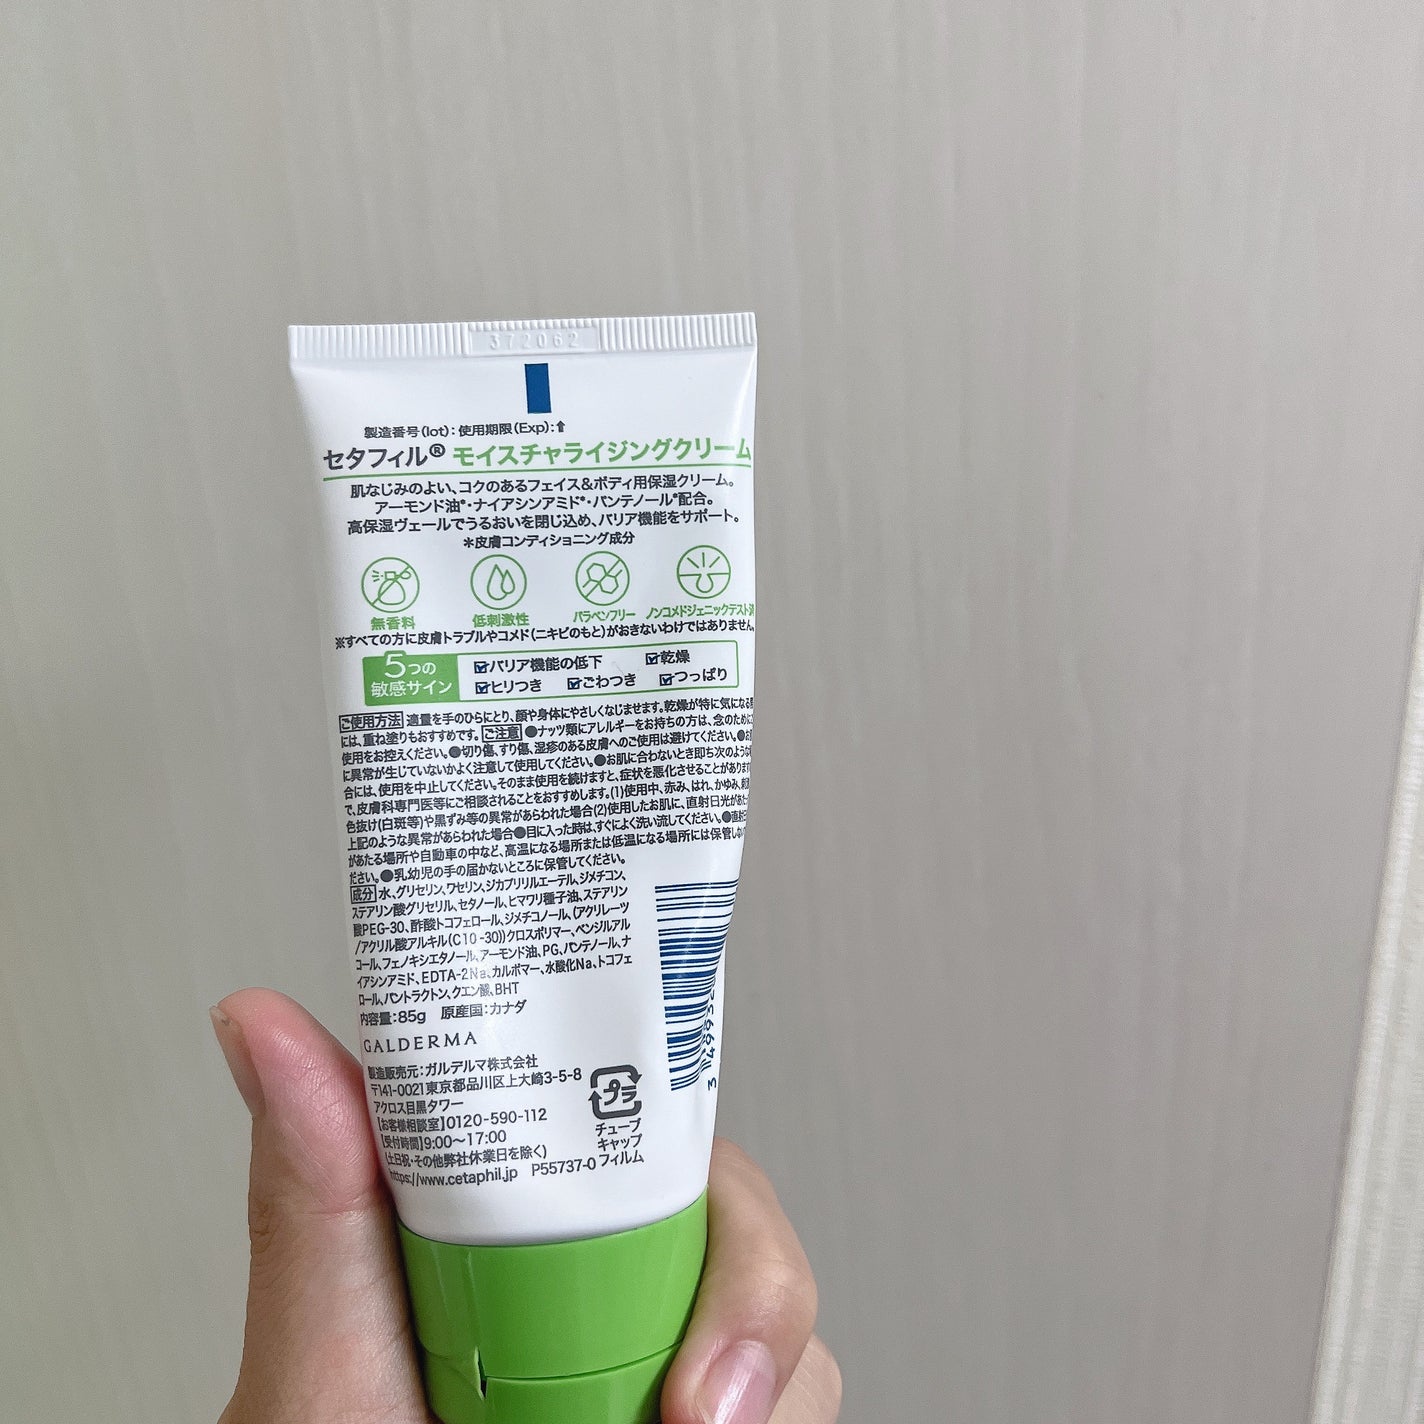 372062
製造番号(lot):使用期限(Exp):⬆
セタフィル® モイスチャライジングクリーム
肌なじみのよい、コクのあるフェイス&ボディ用保湿クリーム。
アーモンド油*・ナイアシンアミド*・パンテノール*配合。
高保湿ヴェールでうるおいを閉じ込め、バリア機能をサポート。
*皮膚コンディショニング成分
無香料 低刺激性 パラベンフリー ノンコメドジェニックテスト済
※すべての方に皮膚トラブルやコメド(ニキビのもと)がおきないわけではありません。
5つの
敏感サイン
☑バリア機能の低下 ☑乾燥
☑ヒリつき ☑ごわつき ☑つっぱり
ご使用方法 適量を手のひらにとり、顔や身体にやさしくなじませます。乾燥が特に気になる
には、重ね塗りもおすすめです。 ご注意 ●ナッツ類にアレルギーをお持ちの方は、念のために
使用をお控えください。●切り傷、すり傷、湿疹のある皮膚へのご使用は避けてください。●お
に異常が生じていないかよく注意して使用してください。●お肌に合わないとき即ち次のような
合には、使用を中止してください。そのまま使用を続けますと、症状を悪化させることがあります
で、皮膚科専門医等にご相談されることをおすすめします。(1)使用中、赤み、はれ、かゆみ、刺
色抜け(白斑等)や黒ずみ等の異常があらわれた場合(2)使用したお肌に、直射日光があた
上記のような異常があらわれた場合●目に入った時は、すぐによく洗い流してください。●直射
があたる場所や自動車の中など、高温になる場所または低温になる場所には保管しない
ださい。●乳幼児の手の届かないところに保管してください。
成分 水、グリセリン、ワセリン、ジカプリリルエーテル、ジメチコン、
ステアリン酸グリセリル、セタノール、ヒマワリ種子油、ステアリン
酸PEG-30、酢酸トコフェロール、ジメチコノール、(アクリレーツ
/アクリル酸アルキル(C10-30))クロスポリマー、ベンジルアル
コール、フェノキシエタノール、アーモンド油、PG、パンテノール、ナ
イアシンアミド、EDTA-2Na、カルボマー、水酸化Na、トコフェ
ロール、パントラクトン、クエン酸、BHT
内容量:85g 原産国:カナダ
GALDERMA
製造販売元:ガルデルマ株式会社
〒141-0021東京都品川区上大崎3-5-8
アクロス目黒タワー
【お客様相談室】0120-590-112
【受付時間】9:00〜17:00
(土日祝・その他弊社休業日を除く)
https://www.cetaphil.jp P55737-0
プラ
チューブ
キャップ
フィルム